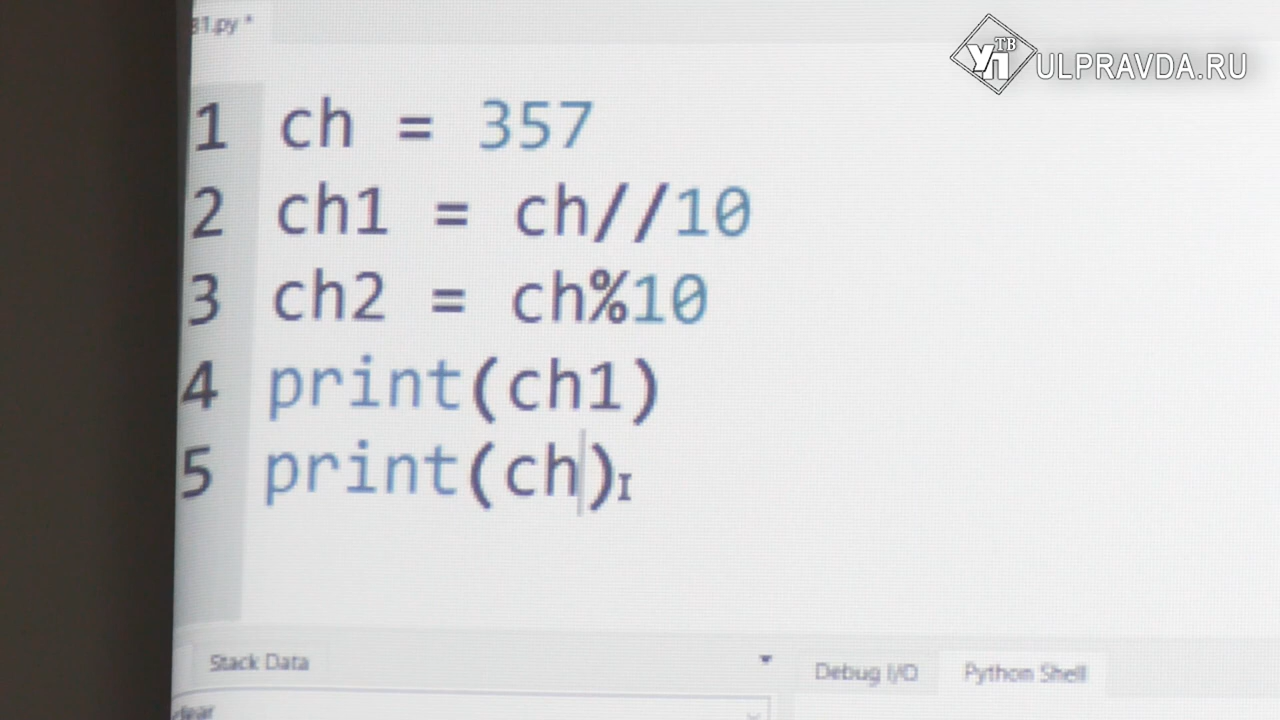 31.py *
УП ТВ ULPRAVDA.RU
1 ch = 357
2 ch1 = ch//10
3 ch2 = ch%10
4 print(ch1)
5 print(ch)
Stack Data
Debug I/O Python Shell
clear